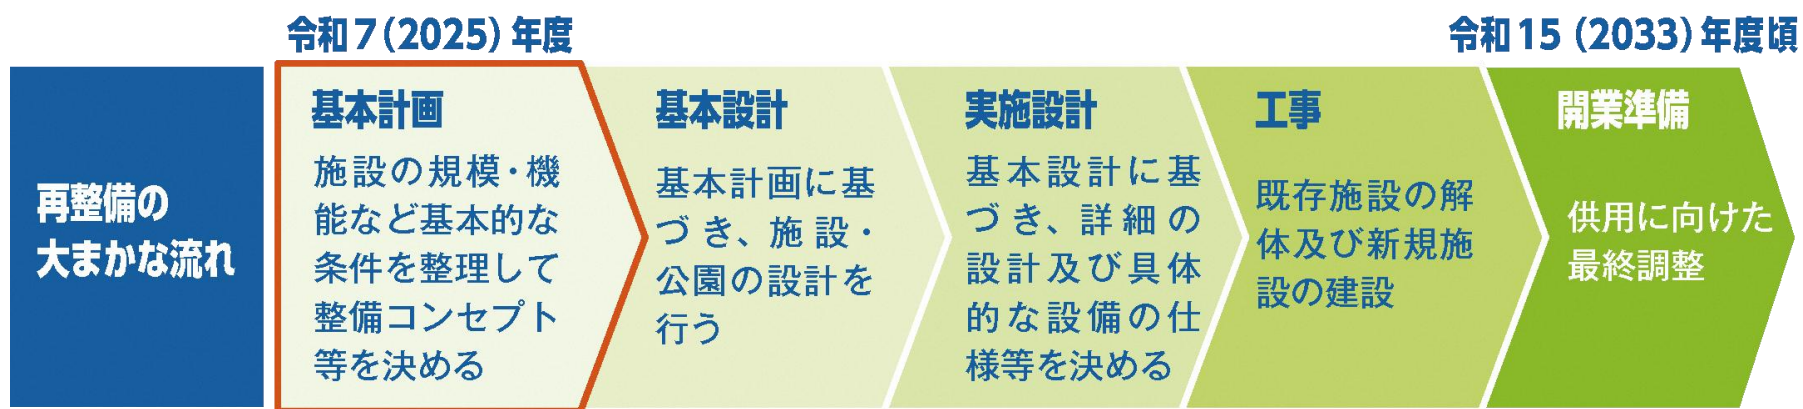 令和7（2025）年度
令和15（2033）年度頃
再整備の
大まかな流れ
基本計画
施設の規模・機
能など基本的な
条件を整理して
整備コンセプト
等を決める
基本設計
基本計画に基
づき、施設・
公園の設計を
行う
実施設計
基本設計に基
づき、詳細の
設計及び具体
的な設備の仕
様等を決める
工事
既存施設の解
体及び新規施
設の建設
開業準備
供用に向けた
最終調整